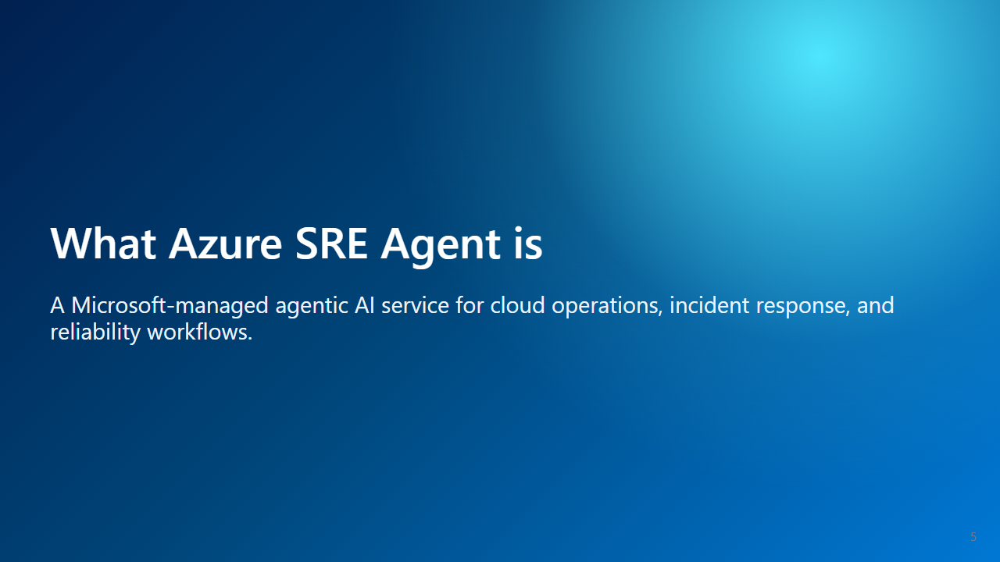 What Azure SRE Agent is
A Microsoft-managed agentic AI service for cloud operations, incident response, and
reliability workflows.
5